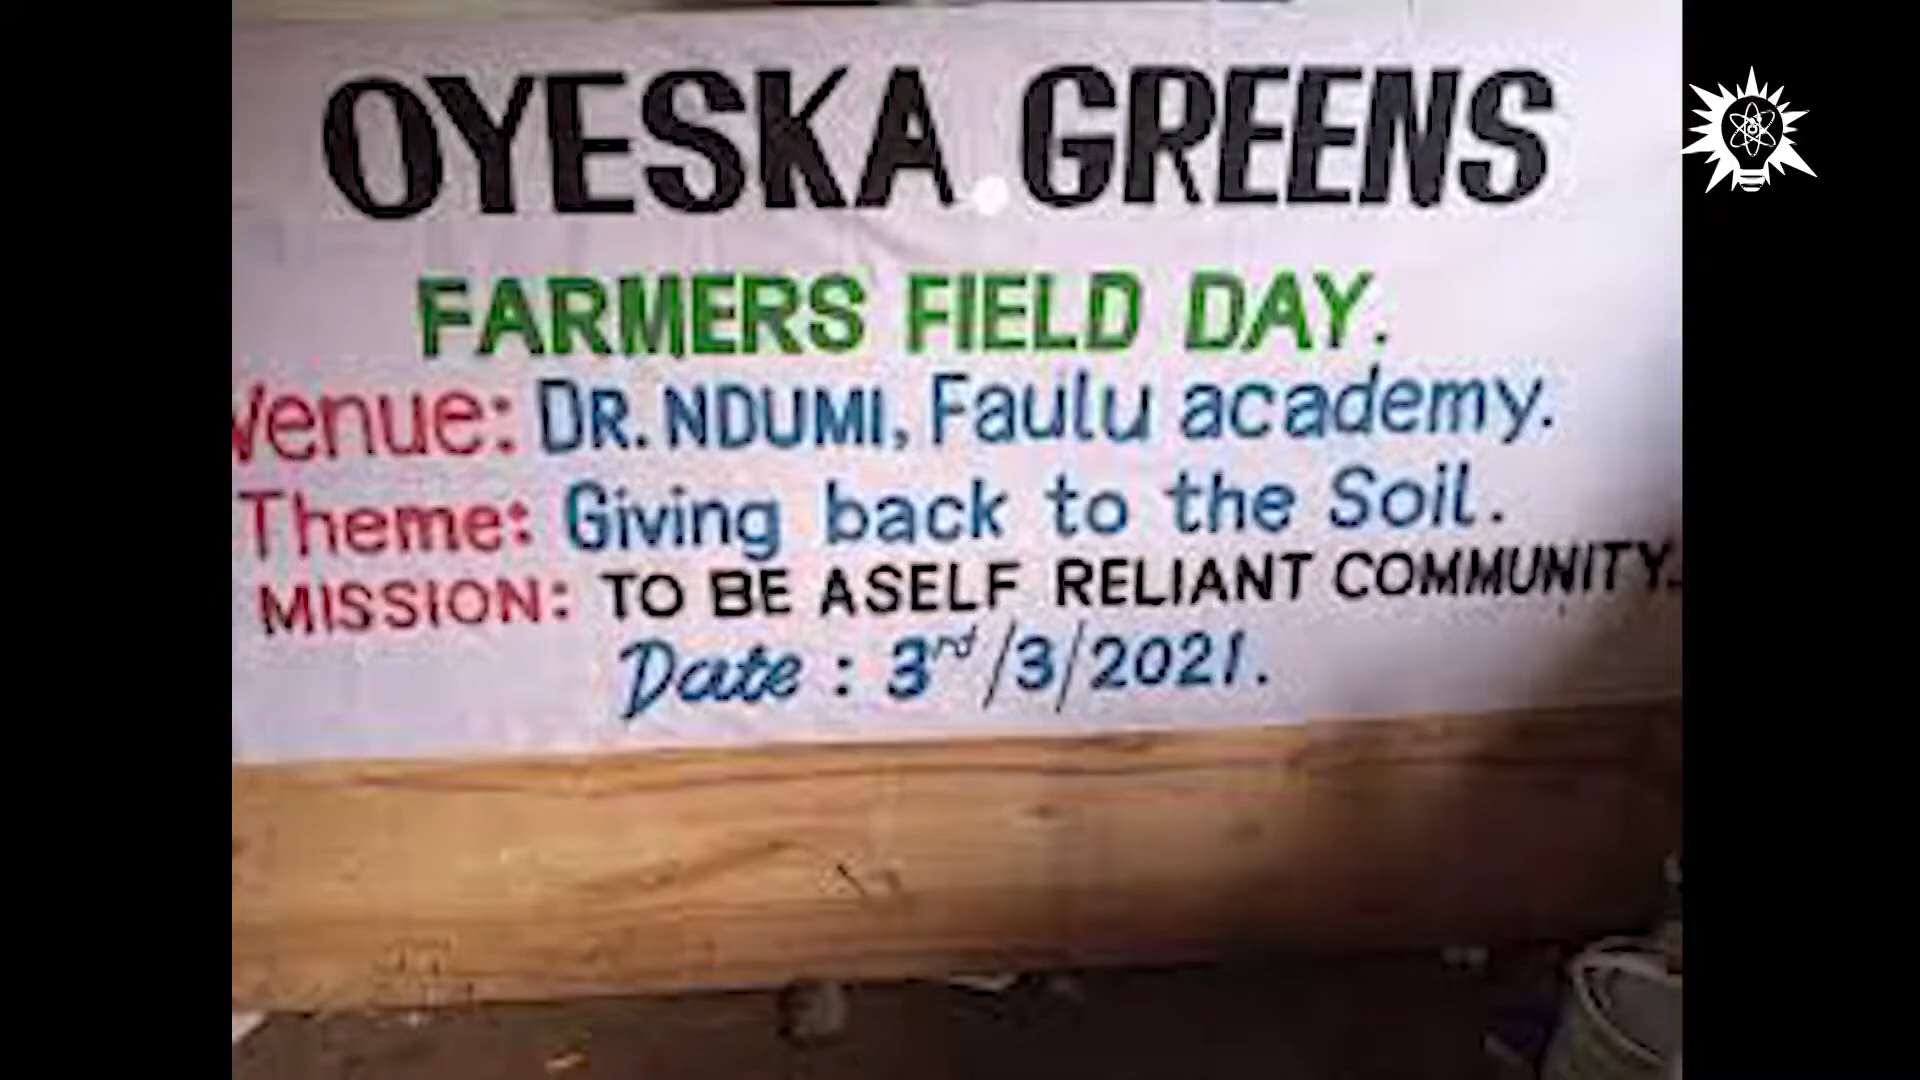 OYESKA GREENS
FARMERS FIELD DAY.
Venue: DR. NDUMI, Faulu academy.
Theme: Giving back to the Soil.
MISSION: TO BE ASELF RELIANT COMMUNITY.
Date : 3rd/3/2021.